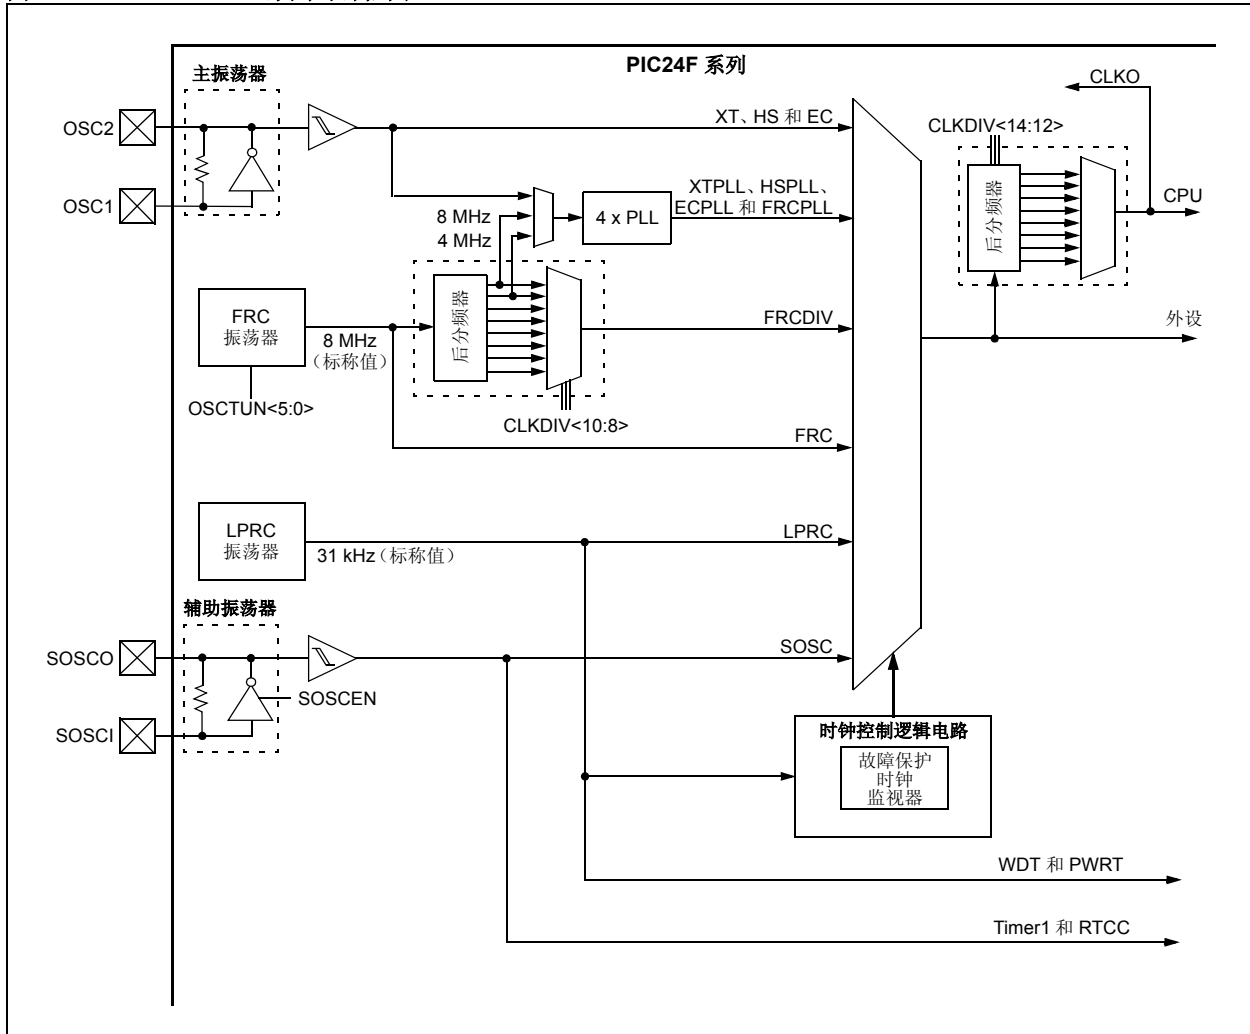 PIC24F 系列
主振荡器
CLKO
OSC2
XT、HS 和 EC
CLKDIV<14:12>
OSC1
XTPLL、HSPLL、
ECPLL 和 FRCPLL
8 MHz
4 MHz
4 x PLL
后分频器
CPU
FRC
振荡器
8 MHz
（标称值）
后分频器
FRCDIV
外设
OSCTUN<5:0>
CLKDIV<10:8>
FRC
LPRC
振荡器
31 kHz（标称值）
LPRC
辅助振荡器
SOSCO
SOSC
SOSCEN
SOSCI
时钟控制逻辑电路
故障保护
时钟
监视器
WDT 和 PWRT
Timer1 和 RTCC